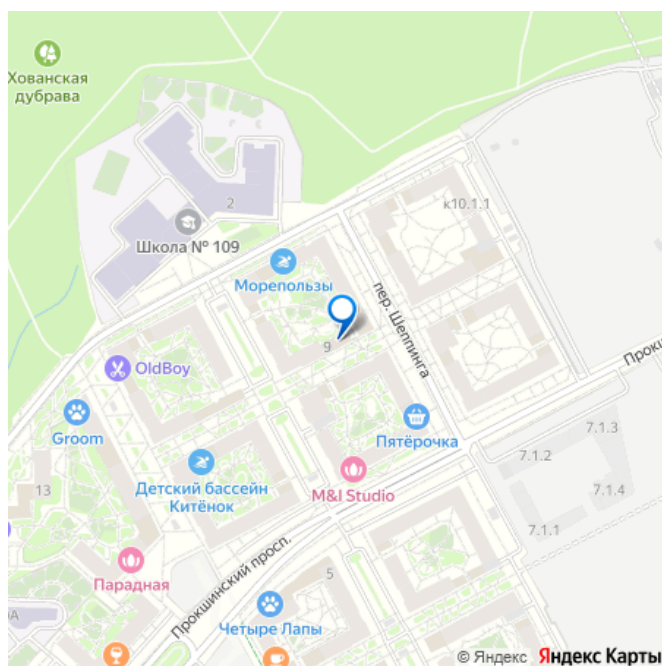 Хованская
дубрава
2
к10.1.1
Школа № 109
Морепользы
пер. Шеппинга
9
OldBoy
Прокши
Groom
Пятёрочка
7.1.3
7.1.2
Детский бассейн
Китёнок
M&I Studio
7.1.4
13
7.1.1
Прокшинский просп.
Парадная
5
Четыре Лапы
© Яндекс Яндекс Карты